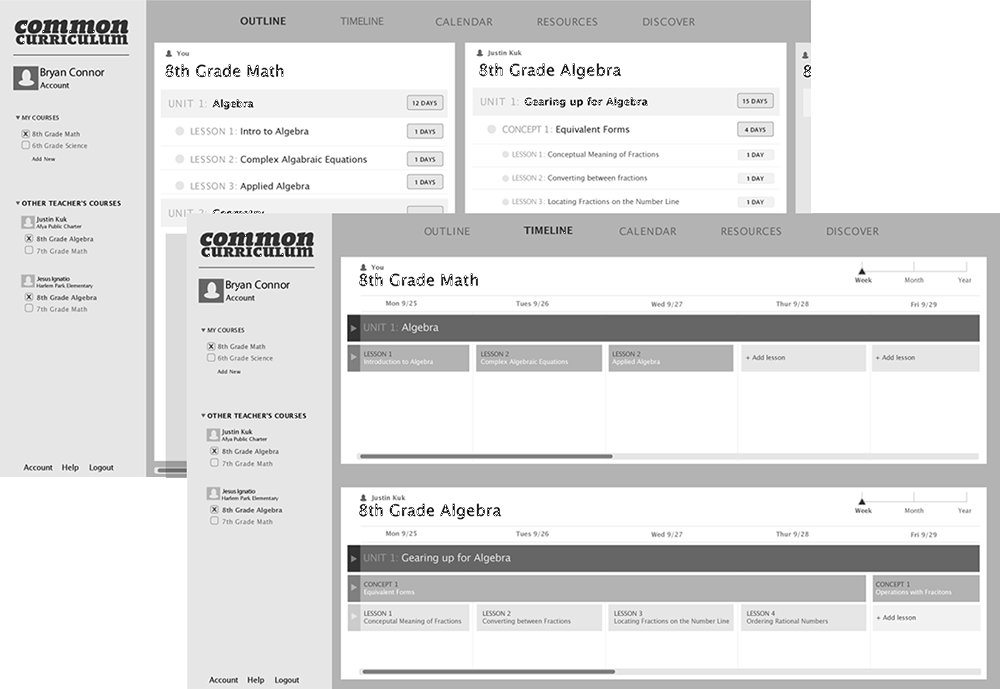 common
CURRICULUM
Bryan Connor
Account
MY COURSES
8th Grade Math
6th Grade Science
Add New
OTHER TEACHER'S COURSES
Justin Kuk
Afya Public Charter
8th Grade Algebra
7th Grade Math
Jesus Ignatio
Harlem Park Elementary
8th Grade Algebra
7th Grade Math
Account Help Logout
OUTLINE TIMELINE CALENDAR RESOURCES DISCOVER
You
8th Grade Math
UNIT 1: Algebra 12 DAYS
LESSON 1: Intro to Algebra 1 DAYS
LESSON 2: Complex Algabraic Equations 1 DAYS
LESSON 3: Applied Algebra 1 DAYS
Justin Kuk
8th Grade Algebra
UNIT 1: Gearing up for Algebra 15 DAYS
CONCEPT 1: Equivalent Forms 4 DAYS
LESSON 1: Conceptual Meaning of Fractions 1 DAY
LESSON 2: Converting between fractions 1 DAY
LESSON 3: Locating Fractions on the Number Line 1 DAY
8
common
CURRICULUM
Bryan Connor
Account
MY COURSES
8th Grade Math
6th Grade Science
Add New
OTHER TEACHER'S COURSES
Justin Kuk
Afya Public Charter
8th Grade Algebra
7th Grade Math
Jesus Ignatio
Harlem Park Elementary
8th Grade Algebra
7th Grade Math
Account Help Logout
OUTLINE TIMELINE CALENDAR RESOURCES DISCOVER
You
8th Grade Math
Week Month Year
Mon 9/25 Tues 9/26 Wed 9/27 Thur 9/28 Fri 9/29
UNIT 1: Algebra
LESSON 1 LESSON 2 LESSON 2
Introduction to Algebra Complex Algebraic Equations Applied Algebra + Add lesson + Add lesson
Justin Kuk
8th Grade Algebra
Week Month Year
Mon 9/25 Tues 9/26 Wed 9/27 Thur 9/28 Fri 9/29
UNIT 1: Gearing up for Algebra
CONCEPT 1 CONCEPT 1
Equivalent Forms Operations with Fracitons
LESSON 1 LESSON 2 LESSON 3 LESSON 4
Conceputal Meaning of Fractions Converting between Fractions Locating Fractions on the Number Line Ordering Rational Numbers + Add lesson